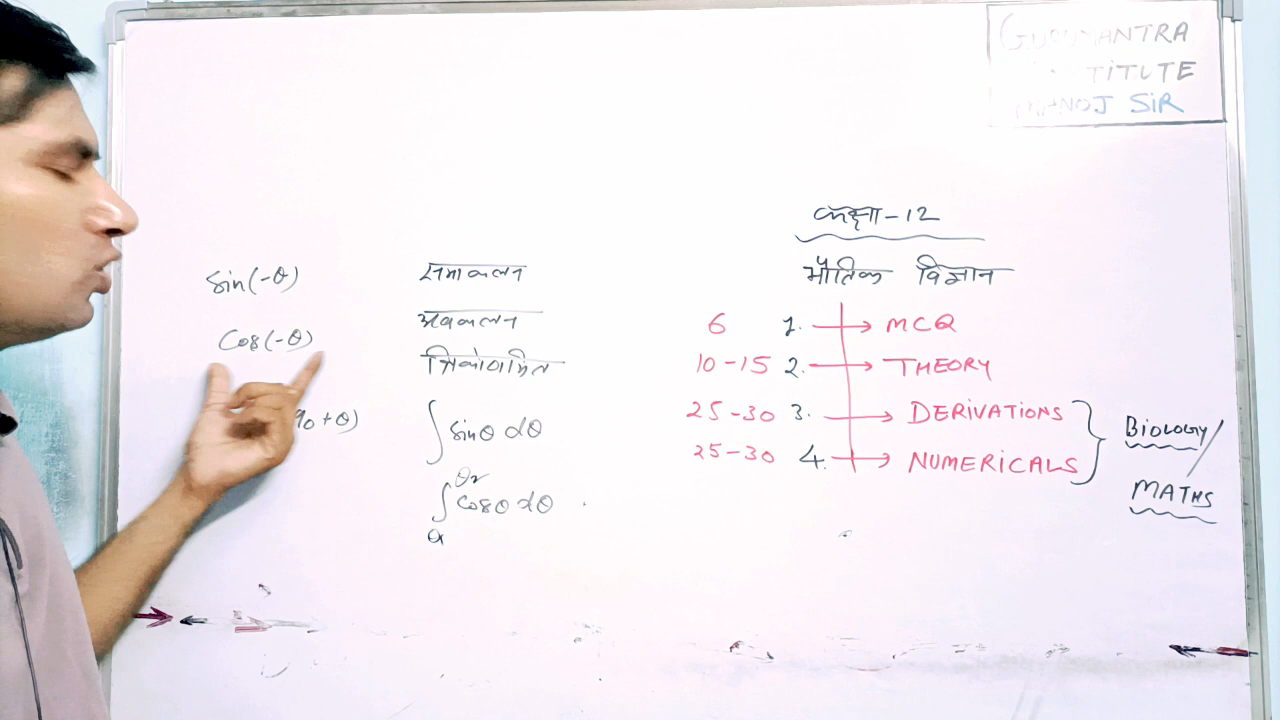 GURUMANTRA
INSTITUTE
MANOJ SIR
कक्षा-12
भौतिक विज्ञान
6 1. → MCQ
10-15 2. → THEORY
25-30 3. → DERIVATIONS
25-30 4. → NUMERICALS
BIOLOGY/
MATHS
sin(-θ)
Cos(-θ)
90+θ)
समाकलन
अवकलन
त्रिकोणमिति
∫ sinθ dθ
∫ cosθ dθ